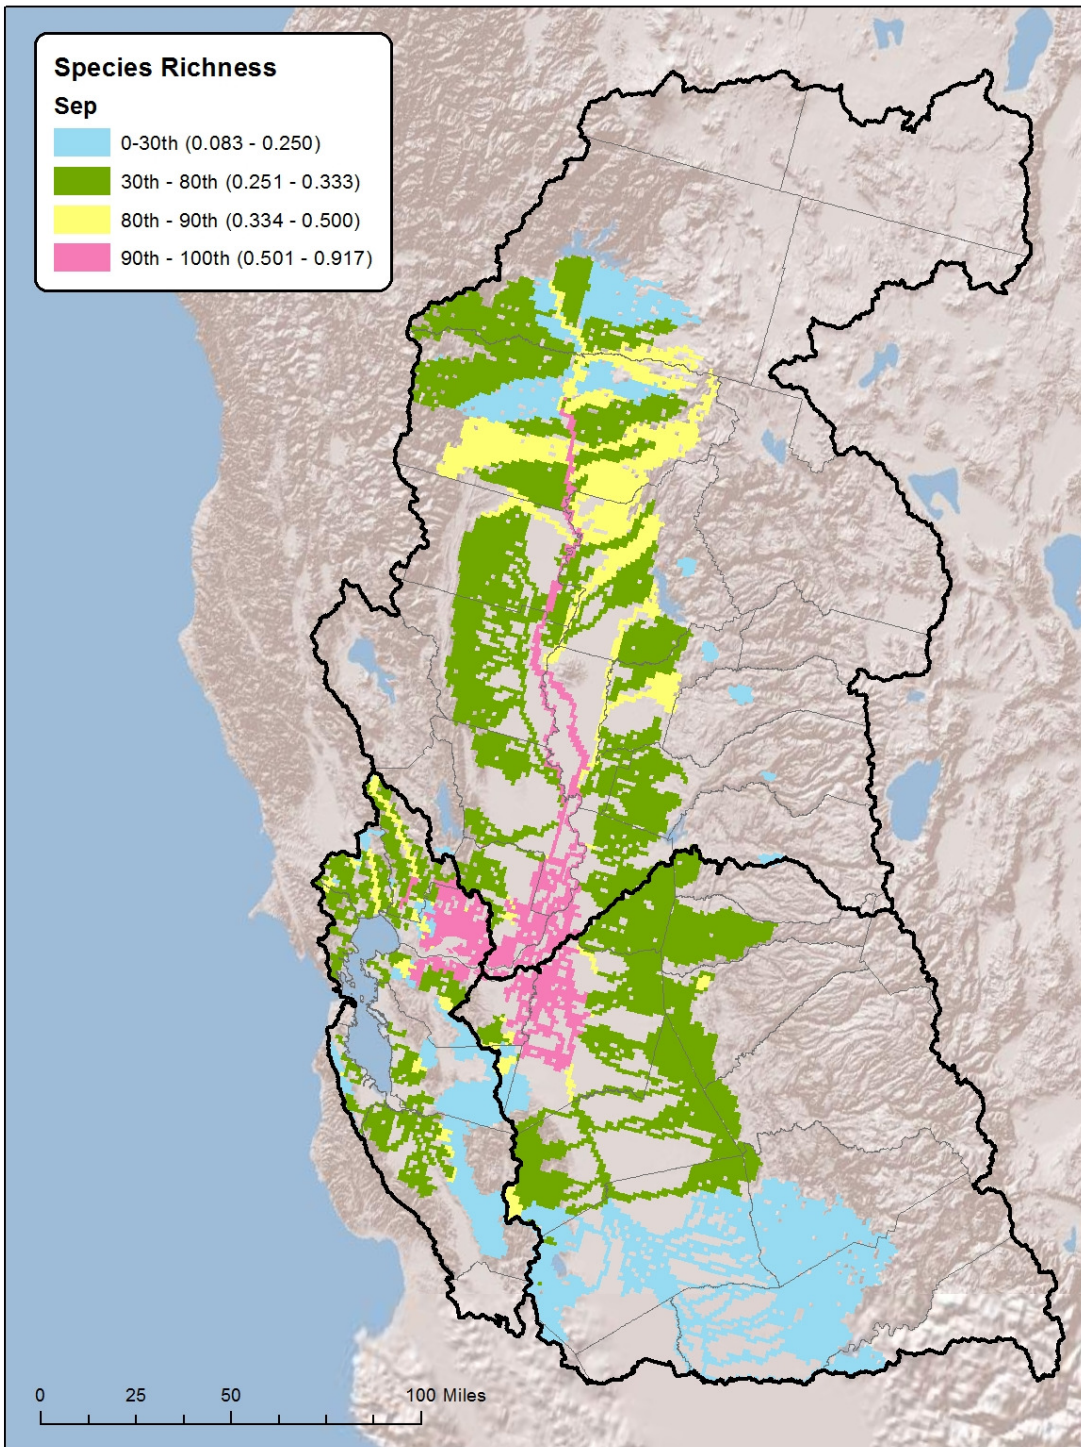 Species Richness
Sep
0-30th (0.083 - 0.250)
30th - 80th (0.251 - 0.333)
80th - 90th (0.334 - 0.500)
90th - 100th (0.501 - 0.917)
0 25 50 100 Miles